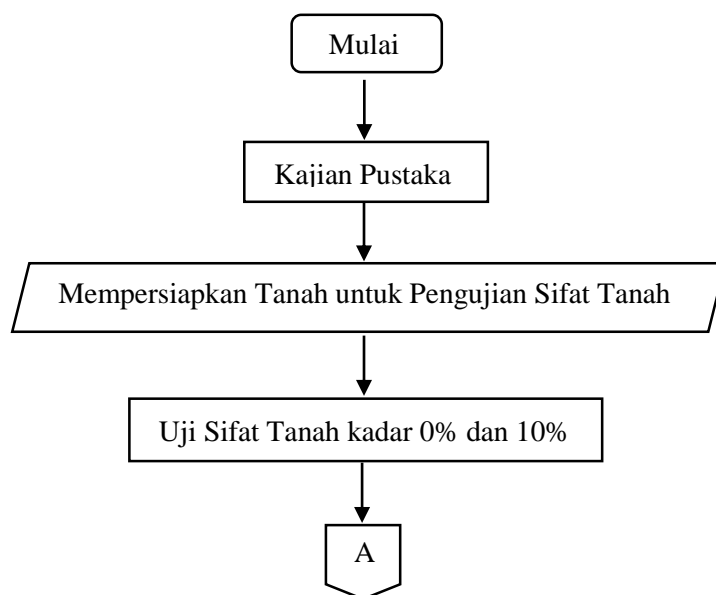 Mulai
Kajian Pustaka
Mempersiapkan Tanah untuk Pengujian Sifat Tanah
Uji Sifat Tanah kadar 0% dan 10%
A